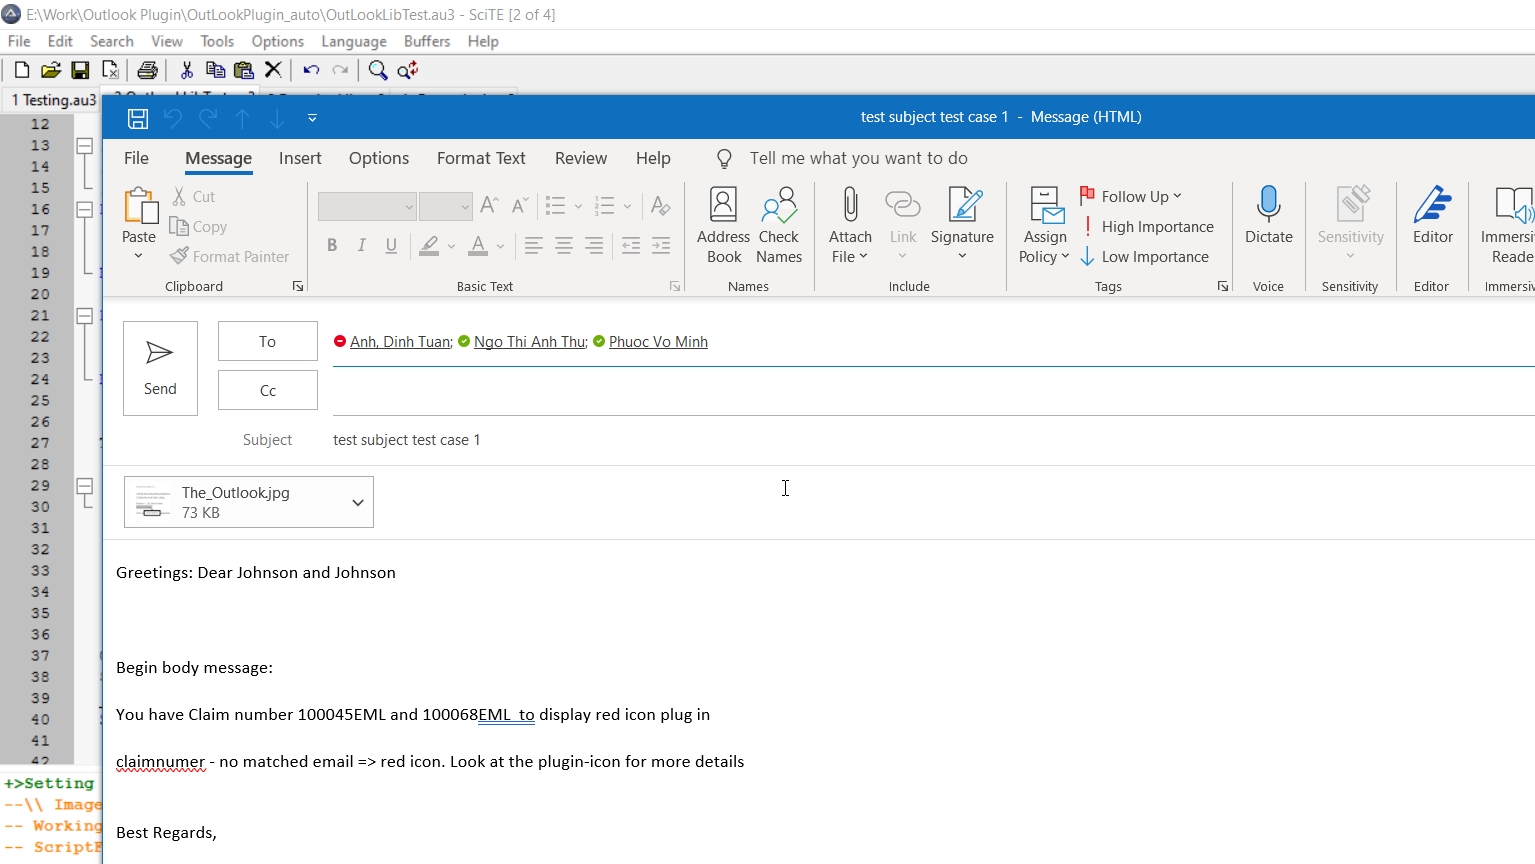 E:\Work\Outlook Plugin\OutLookPlugin_auto\OutLookLibTest.au3 - SciTE [2 of 4]
File Edit Search View Tools Options Language Buffers Help
1 Testing.au3
test subject test case 1 - Message (HTML)
File Message Insert Options Format Text Review Help Tell me what you want to do
Paste
Cut
Copy
Format Painter
Clipboard
B I U A
Basic Text
Address Book
Check Names
Names
Attach File
Link
Signature
Include
Assign Policy
Follow Up
High Importance
Low Importance
Tags
Dictate
Voice
Sensitivity
Sensitivity
Editor
Editor
Send
To
Anh, Dinh Tuan; Ngo Thi Anh Thu; Phuoc Vo Minh
Cc
Subject
test subject test case 1
The_Outlook.jpg
73 KB
Greetings: Dear Johnson and Johnson
Begin body message:
You have Claim number 100045EML and 100068EML to display red icon plug in
claimnumer - no matched email => red icon. Look at the plugin-icon for more details
Best Regards,
12
13
14
15
16
17
18
19
20
21
22
23
24
25
26
27
28
29
30
31
32
33
34
35
36
37
38
39
40
41
42
+>Setting
--\\ Image
-- Working